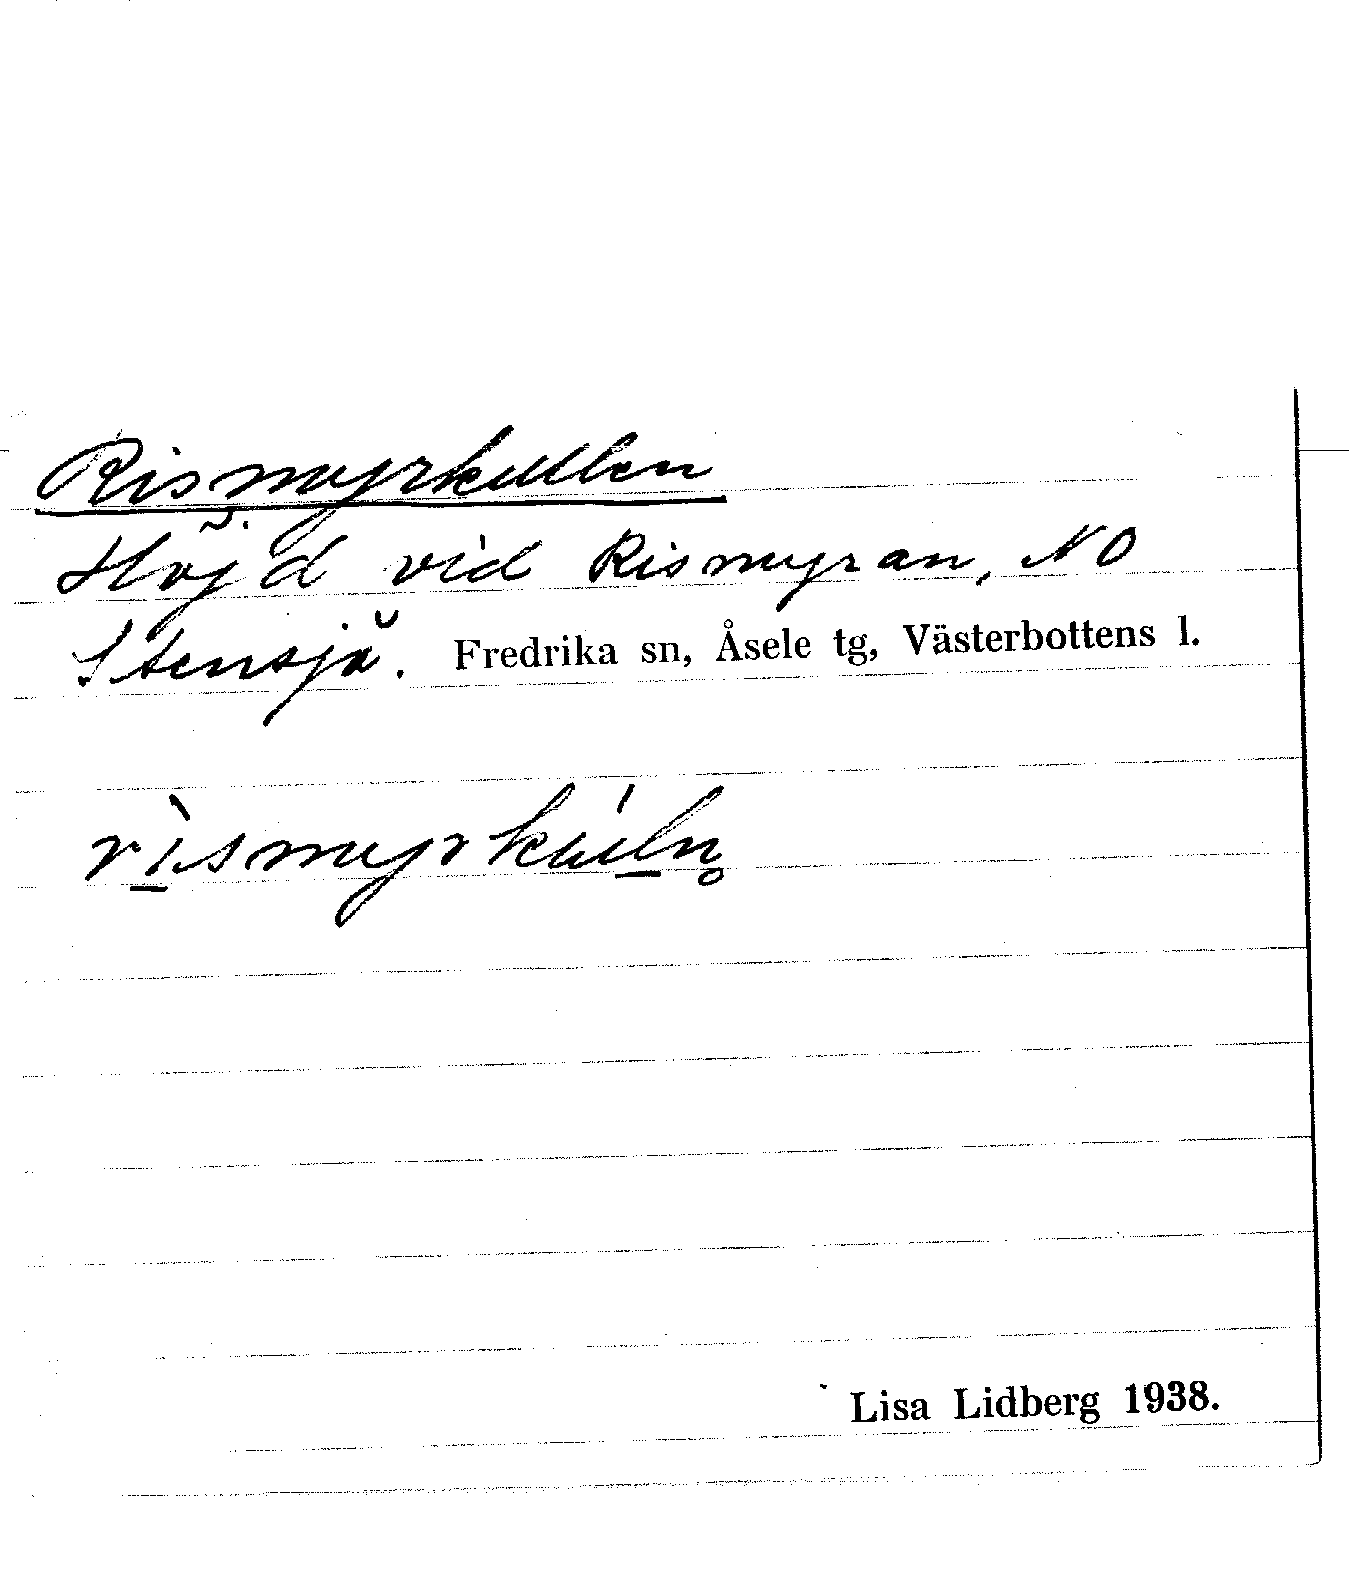 Rismyrkullen
Höjd vid Rismyran, NO
Stensjö. Fredrika sn, Åsele tg, Västerbottens l.
rìsmyrkúln̥
Lisa Lidberg 1938.